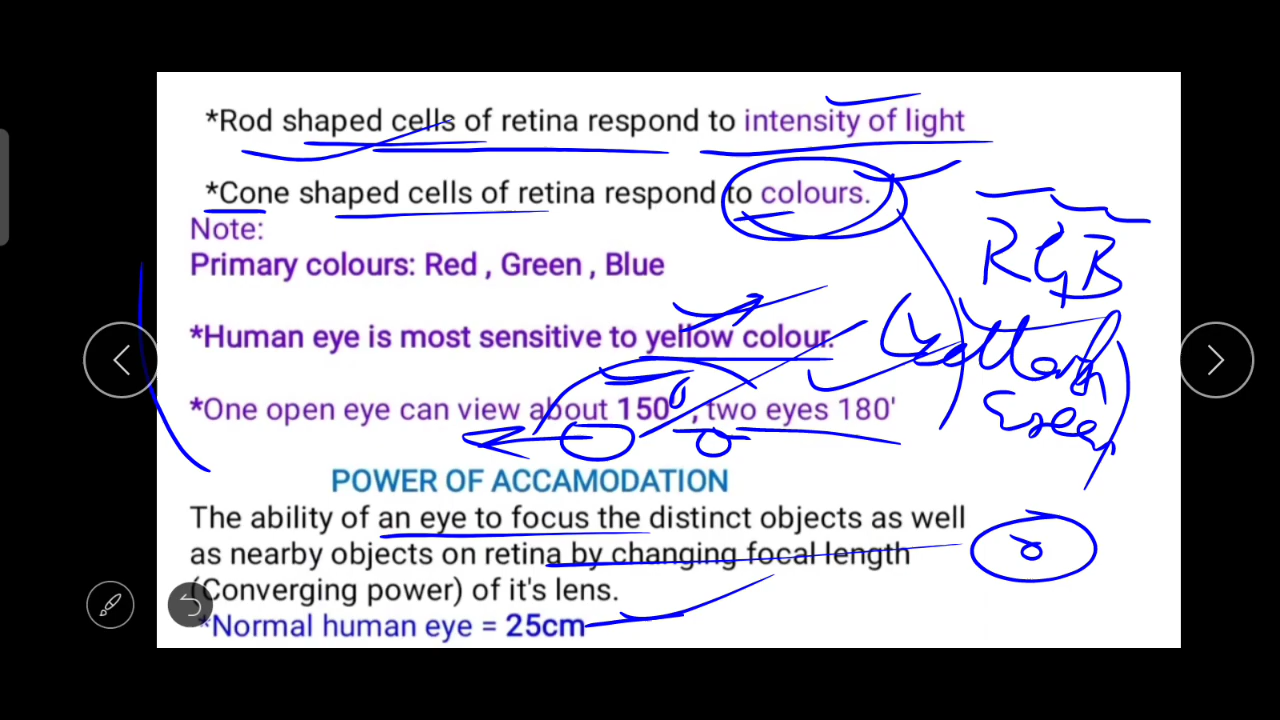 *Rod shaped cells of retina respond to intensity of light
*Cone shaped cells of retina respond to colours.
Note:
Primary colours: Red , Green , Blue
RGB
*Human eye is most sensitive to yellow colour.
Green
*One open eye can view about 150° , two eyes 180'
POWER OF ACCAMODATION
The ability of an eye to focus the distinct objects as well
as nearby objects on retina by changing focal length
(Converging power) of it's lens.
*Normal human eye = 25cm